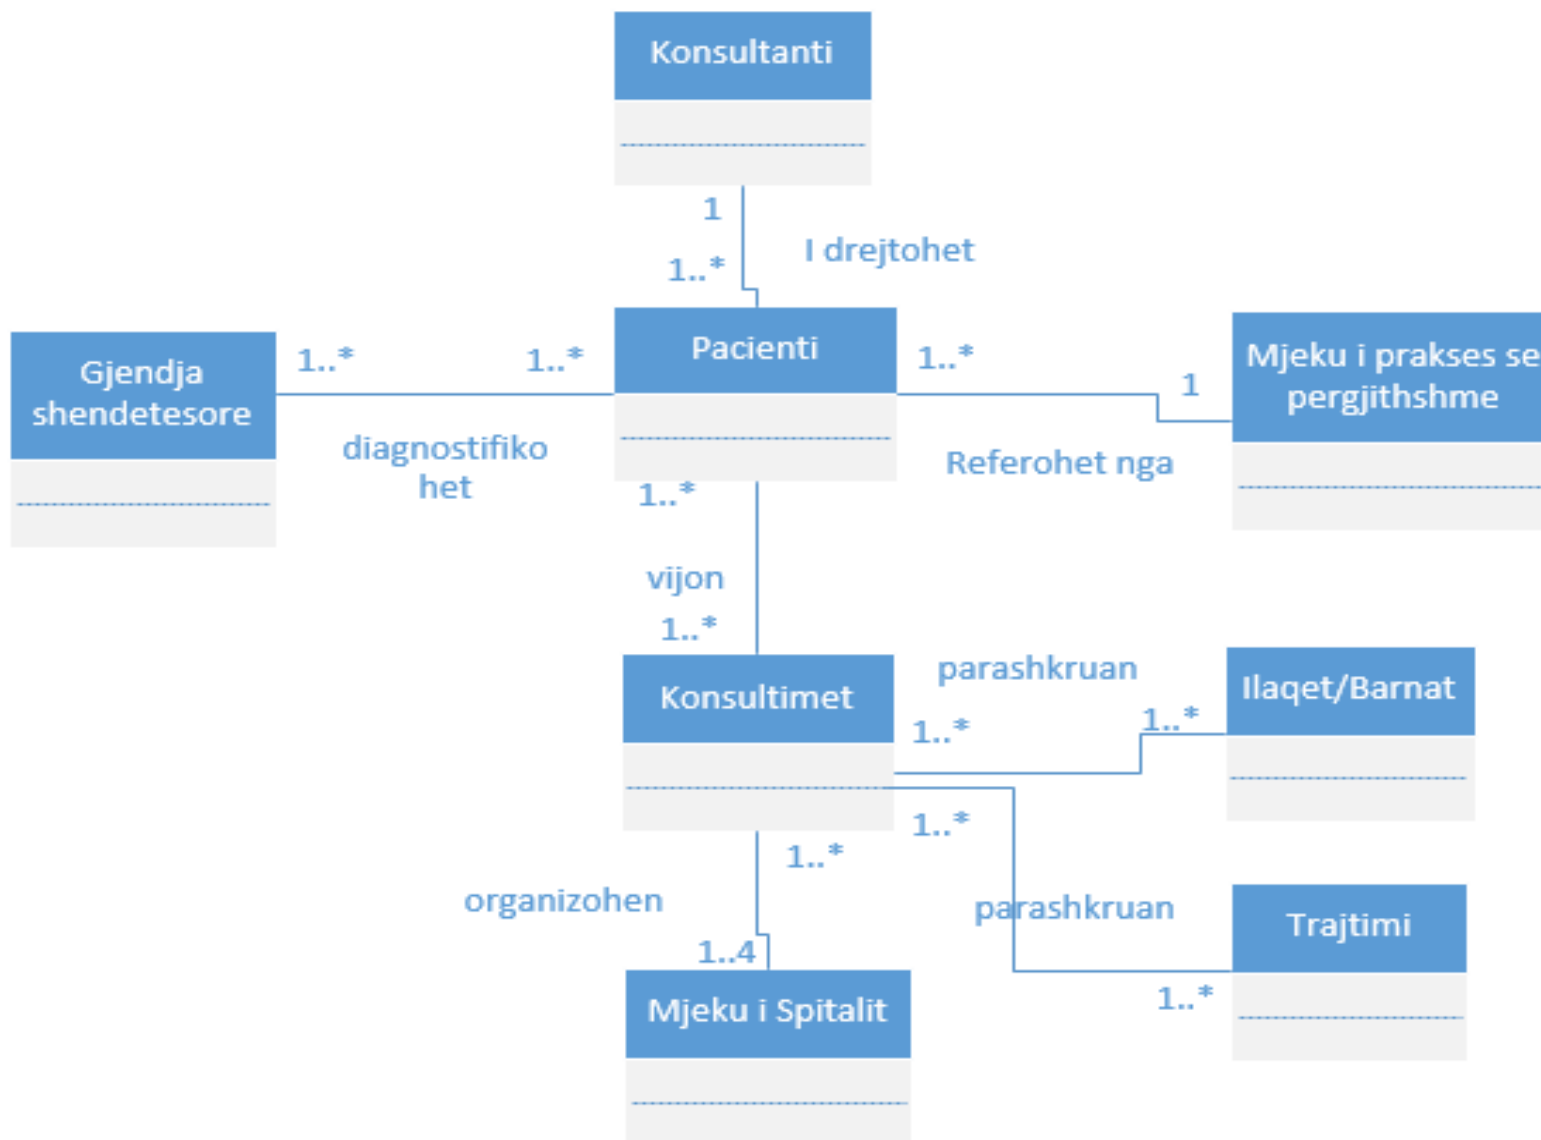 Konsultanti
1
I drejtohet
1..*
Gjendja
shendetesore
1..*
1..*
Pacienti
1..*
Mjeku i prakses se
pergjithshme
1
diagnostifiko
het
Referohet nga
1..*
vijon
1..*
Konsultimet
parashkruan
Ilaqet/Barnat
1..*
1..*
1..*
1..*
organizohen
parashkruan
Trajtimi
1..4
1..*
Mjeku i Spitalit